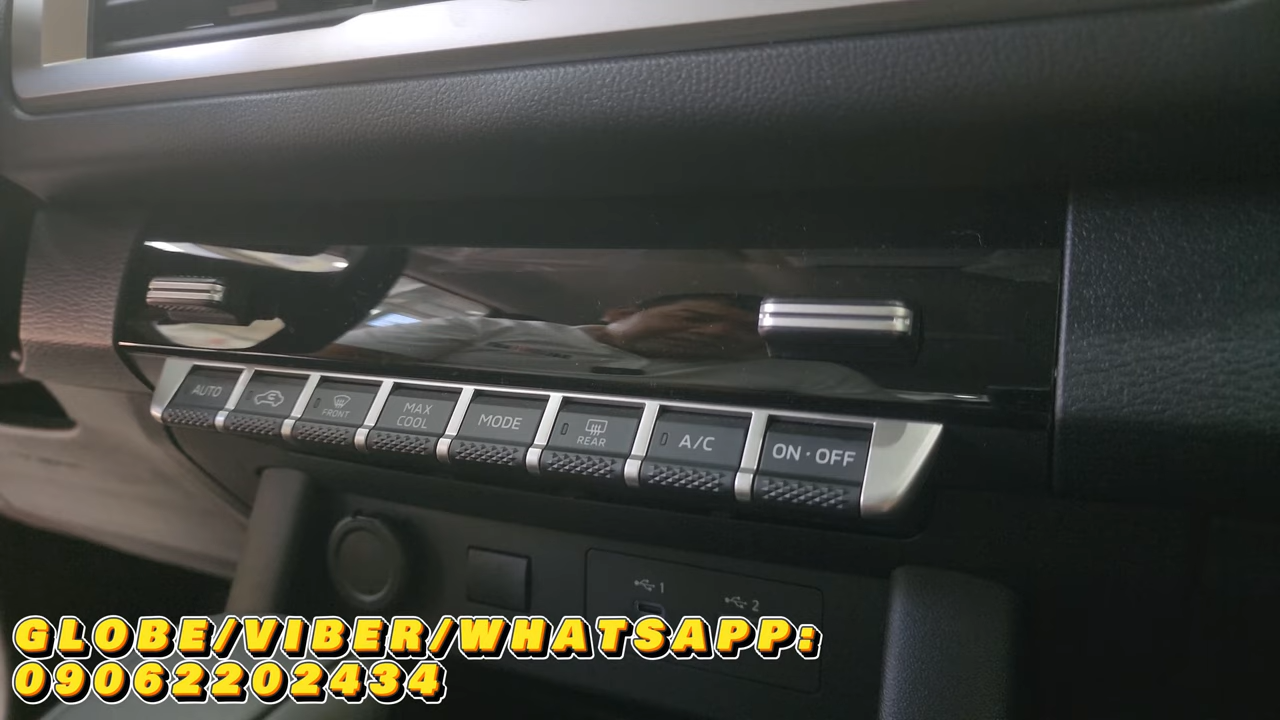 AUTO
FRONT
MAX
COOL
MODE
REAR
A/C
ON · OFF
1
2
GLOBE/VIBER/WHATSAPP:
09062202434